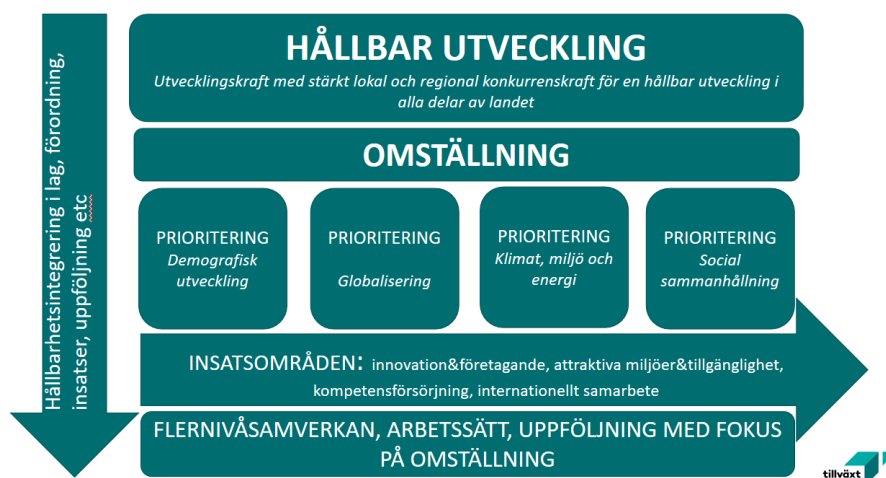 Hållbarhetsintegrering i lag, förordning,
insatser, uppföljning etc
HÅLLBAR UTVECKLING
Utvecklingskraft med stärkt lokal och regional konkurrenskraft för en hållbar utveckling i
alla delar av landet
OMSTÄLLNING
PRIORITERING
Demografisk
utveckling
PRIORITERING
Globalisering
PRIORITERING
Klimat, miljö och
energi
PRIORITERING
Social
sammanhållning
INSATSOMRÅDEN: innovation&företagande, attraktiva miljöer&tillgänglighet,
kompetensförsörjning, internationellt samarbete
FLERNIVÅSAMVERKAN, ARBETSSÄTT, UPPFÖLJNING MED FOKUS
PÅ OMSTÄLLNING
tillväxt